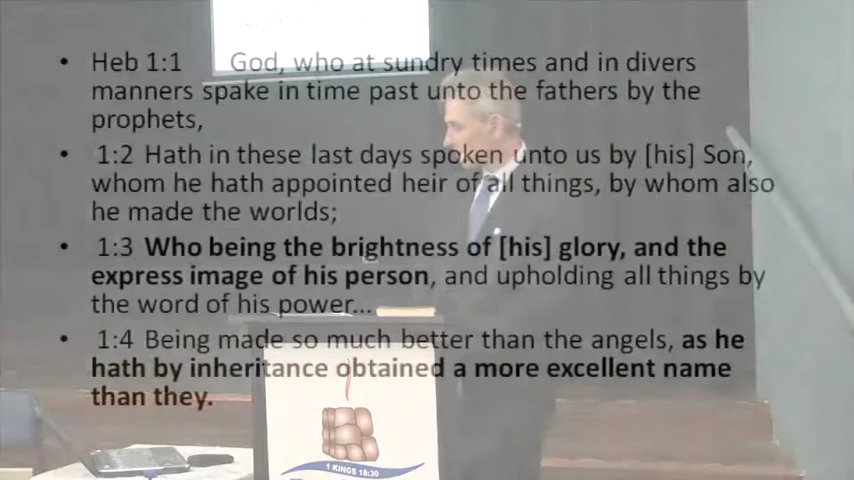 • Heb 1:1 God, who at sundry times and in divers
manners spake in time past unto the fathers by the
prophets,
• 1:2 Hath in these last days spoken unto us by [his] Son,
whom he hath appointed heir of all things, by whom also
he made the worlds;
• 1:3 Who being the brightness of [his] glory, and the
express image of his person, and upholding all things by
the word of his power...
• 1:4 Being made so much better than the angels, as he
hath by inheritance obtained a more excellent name
than they.
1 KINGS 18:30